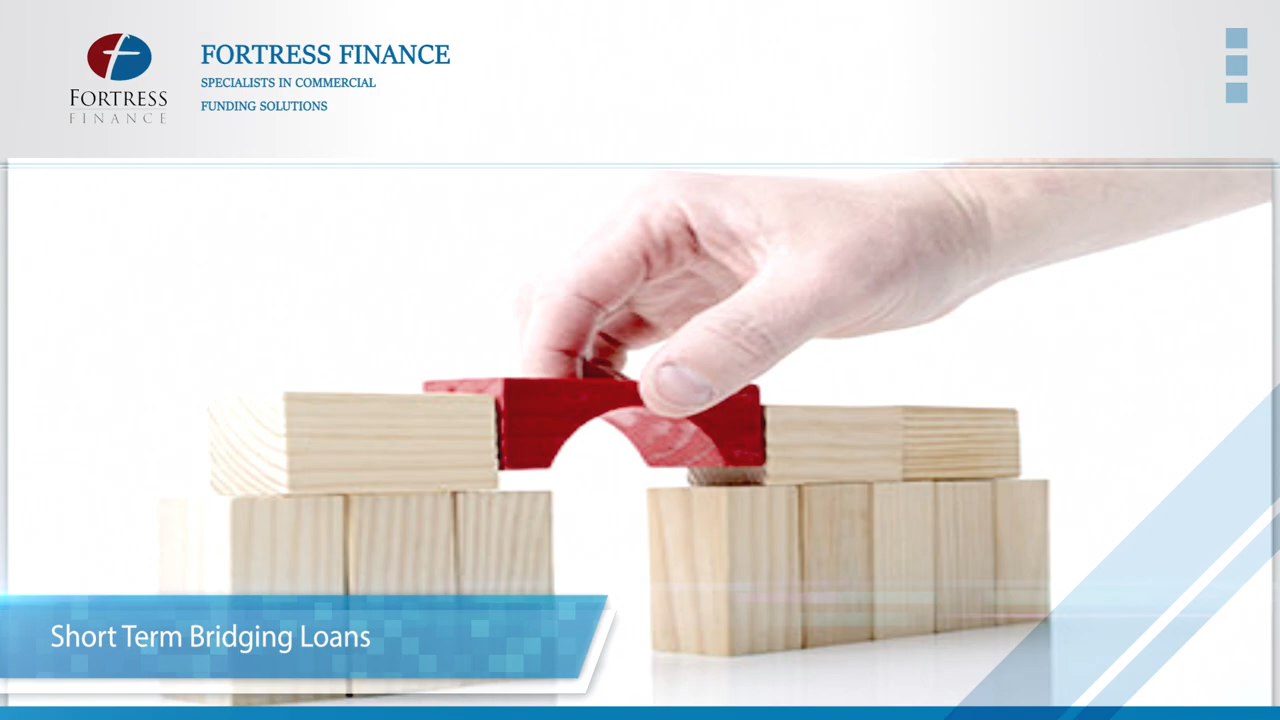 FORTRESS
FINANCE
FORTRESS FINANCE
SPECIALISTS IN COMMERCIAL
FUNDING SOLUTIONS
Short Term Bridging Loans